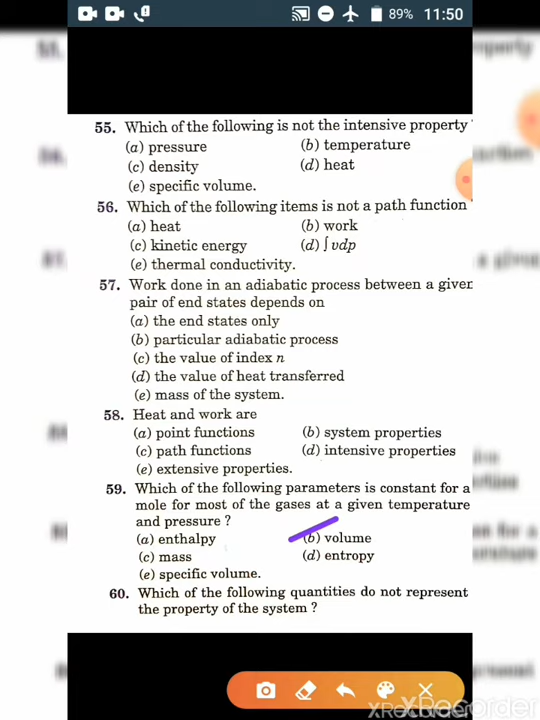 89% 11:50
55. Which of the following is not the intensive property
(a) pressure (b) temperature
(c) density (d) heat
(e) specific volume.
56. Which of the following items is not a path function
(a) heat (b) work
(c) kinetic energy (d) ∫ vdp
(e) thermal conductivity.
57. Work done in an adiabatic process between a given
pair of end states depends on
(a) the end states only
(b) particular adiabatic process
(c) the value of index n
(d) the value of heat transferred
(e) mass of the system.
58. Heat and work are
(a) point functions (b) system properties
(c) path functions (d) intensive properties
(e) extensive properties.
59. Which of the following parameters is constant for a
mole for most of the gases at a given temperature
and pressure ?
(a) enthalpy (b) volume
(c) mass (d) entropy
(e) specific volume.
60. Which of the following quantities do not represent
the property of the system ?
XRecorder